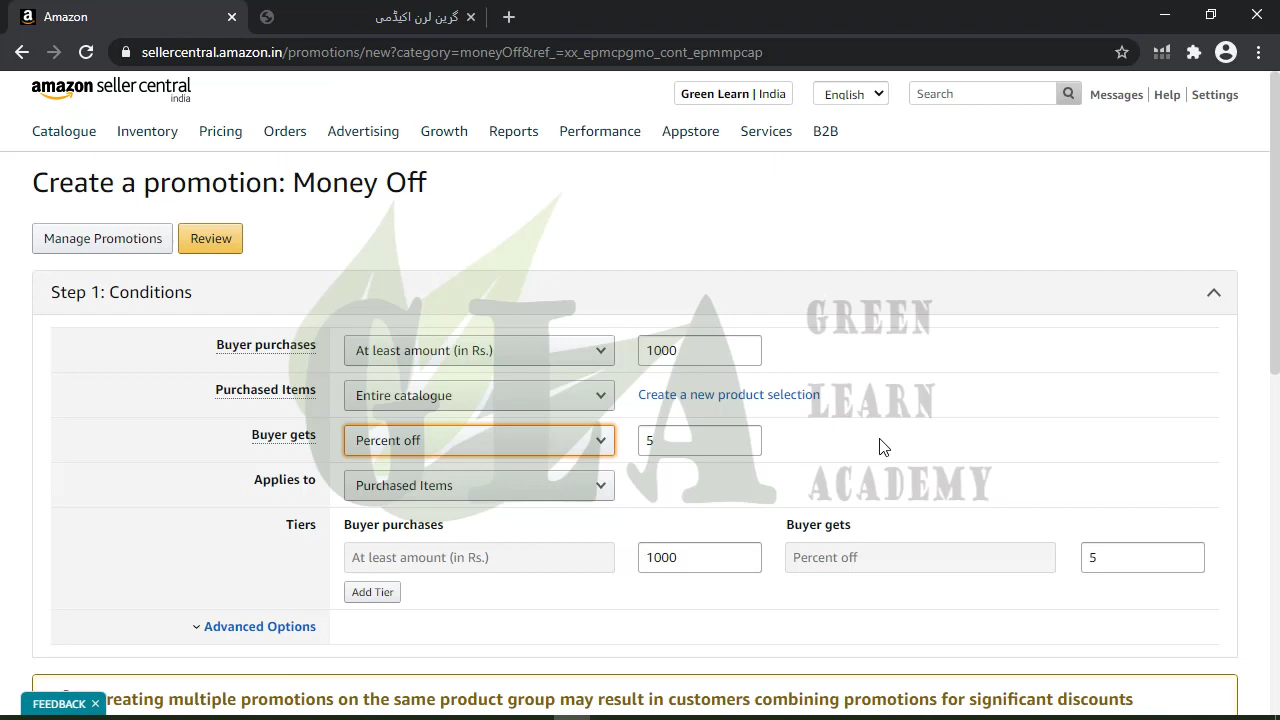 Amazon
گرین لرن اکیڈمی
sellercentral.amazon.in/promotions/new?category=moneyOff&ref_=xx_epmcpgmo_cont_epmmpcap
amazon seller central
india
Green Learn | India
English
Search
Messages | Help | Settings
Catalogue Inventory Pricing Orders Advertising Growth Reports Performance Appstore Services B2B
Create a promotion: Money Off
Manage Promotions Review
Step 1: Conditions
Buyer purchases At least amount (in Rs.) 1000
Purchased Items Entire catalogue Create a new product selection
Buyer gets Percent off 5
Applies to Purchased Items
Tiers Buyer purchases Buyer gets
At least amount (in Rs.) 1000 Percent off 5
Add Tier
Advanced Options
GLA
GREEN
LEARN
ACADEMY
FEEDBACK ×
reating multiple promotions on the same product group may result in customers combining promotions for significant discounts